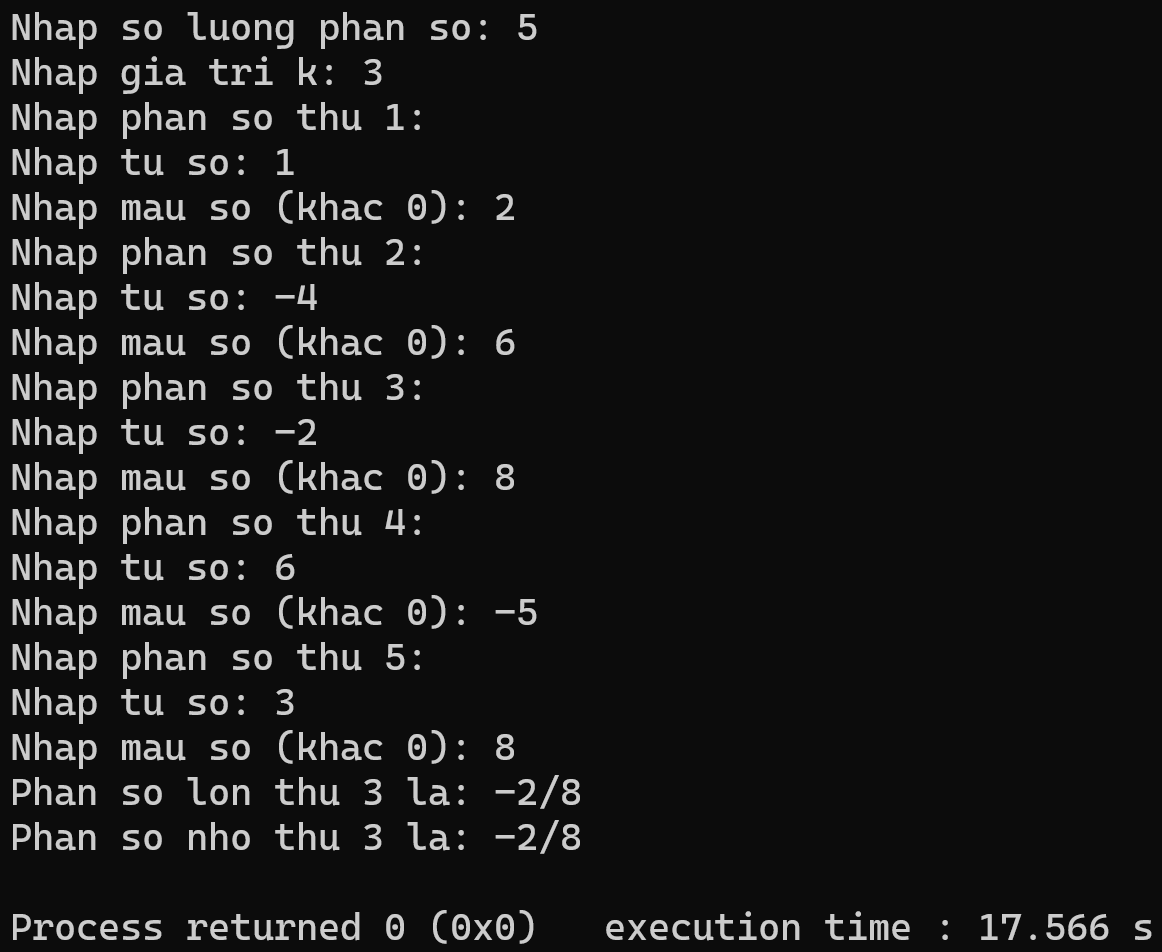 Nhap so luong phan so: 5
Nhap gia tri k: 3
Nhap phan so thu 1:
Nhap tu so: 1
Nhap mau so (khac 0): 2
Nhap phan so thu 2:
Nhap tu so: -4
Nhap mau so (khac 0): 6
Nhap phan so thu 3:
Nhap tu so: -2
Nhap mau so (khac 0): 8
Nhap phan so thu 4:
Nhap tu so: 6
Nhap mau so (khac 0): -5
Nhap phan so thu 5:
Nhap tu so: 3
Nhap mau so (khac 0): 8
Phan so lon thu 3 la: -2/8
Phan so nho thu 3 la: -2/8
Process returned 0 (0x0)   execution time : 17.566 s